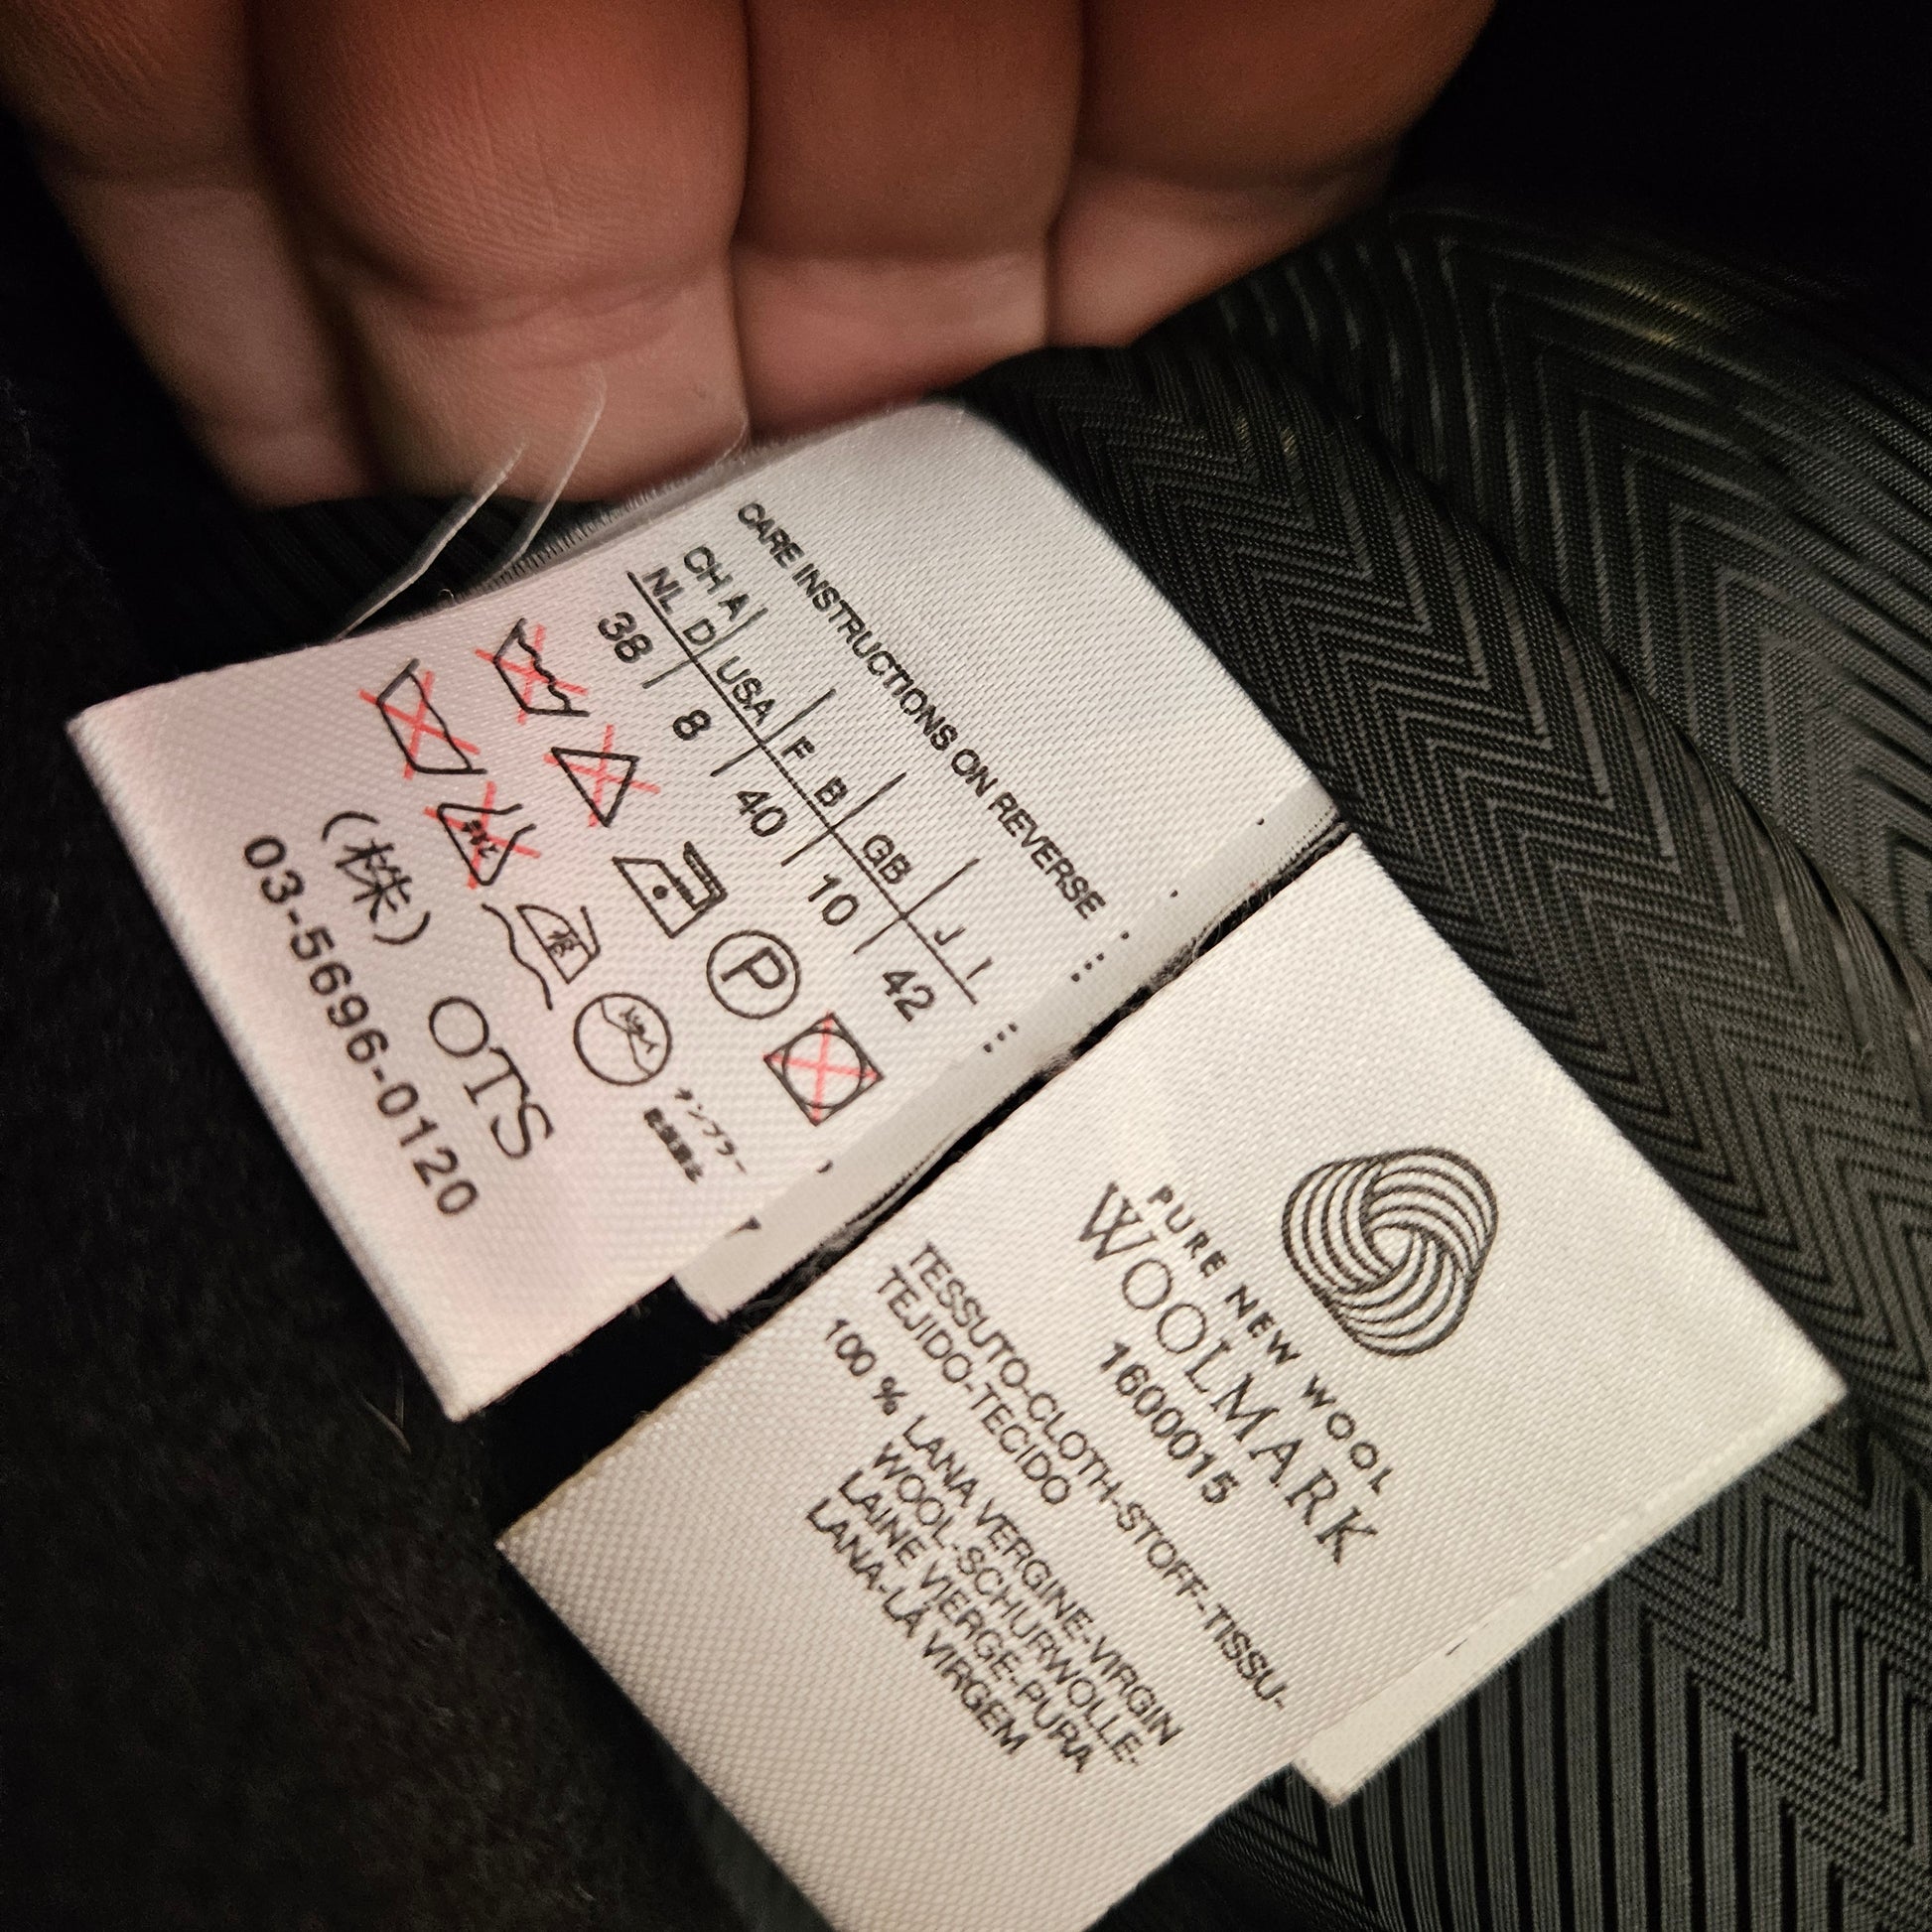 CARE INSTRUCTIONS ON REVERSE
CH A
NL D USA F B GB J I
38 8 40 10 42
P
(株) OTS
03-5696-0120
PURE NEW WOOL
WOOLMARK
1600015
TESSUTO-CLOTH-STOFF-TISSU-
TEJIDO-TECIDO
100 % LANA VERGINE-VIRGIN
WOOL-SCHURWOLLE-
LAINE VIERGE-PURA
LANA-LÃ VIRGEM